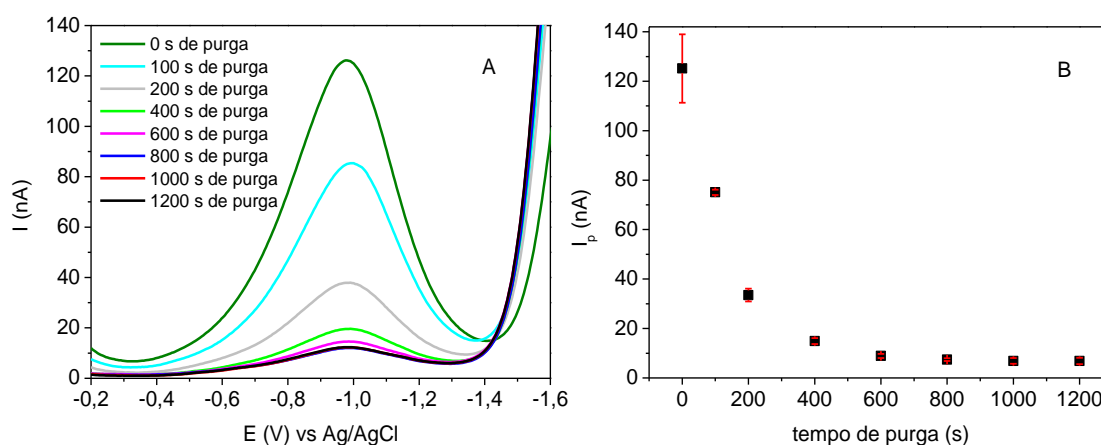 140
120
100
80
60
40
20
0
I (nA)
0 s de purga
100 s de purga
200 s de purga
400 s de purga
600 s de purga
800 s de purga
1000 s de purga
1200 s de purga
A
-0,2 -0,4 -0,6 -0,8 -1,0 -1,2 -1,4 -1,6
E (V) vs Ag/AgCl
140
120
100
80
60
40
20
0
Ip (nA)
B
0 200 400 600 800 1000 1200
tempo de purga (s)